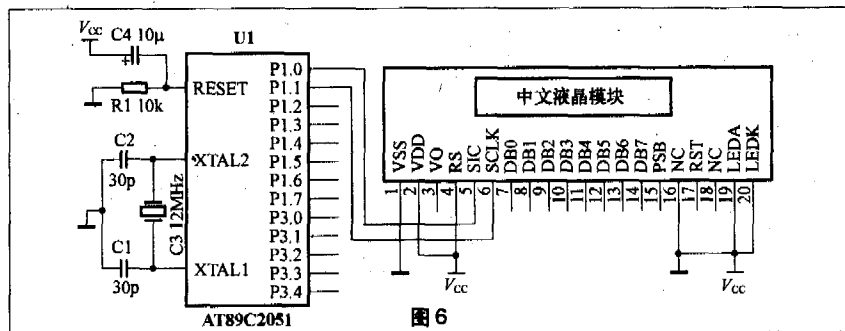 VCC
C4 10μ
+
R1 10k
C2
30p
C3 12MHz
C1
30p
U1
RESET
XTAL2
XTAL1
P1.0
P1.1
P1.2
P1.3
P1.4
P1.5
P1.6
P1.7
P3.0
P3.1
P3.2
P3.3
P3.4
AT89C2051
中文液晶模块
VSS
VDD
VO
RS
SIC
SCLK
DB0
DB1
DB2
DB3
DB4
DB5
DB6
DB7
PSB
NC
RST
NC
LEDA
LEDK
1
2
3
4
5
6
7
8
9
10
11
12
13
14
15
16
17
18
19
20
VCC
VCC
图6